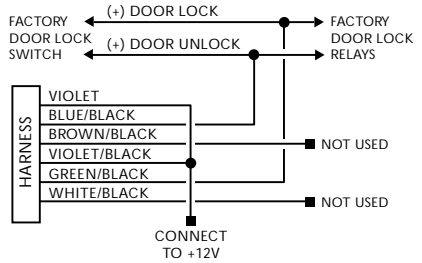 (+) DOOR LOCK
FACTORY
DOOR LOCK
SWITCH
(+) DOOR UNLOCK
FACTORY
DOOR LOCK
RELAYS
HARNESS
VIOLET
BLUE/BLACK
BROWN/BLACK
VIOLET/BLACK
GREEN/BLACK
WHITE/BLACK
NOT USED
NOT USED
CONNECT
TO +12V